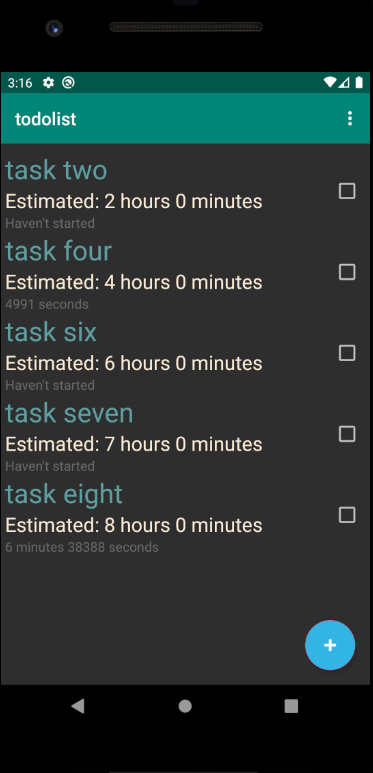 3:16
todolist
task two
Estimated: 2 hours 0 minutes
Haven't started
task four
Estimated: 4 hours 0 minutes
4991 seconds
task six
Estimated: 6 hours 0 minutes
Haven't started
task seven
Estimated: 7 hours 0 minutes
Haven't started
task eight
Estimated: 8 hours 0 minutes
6 minutes 38388 seconds
+